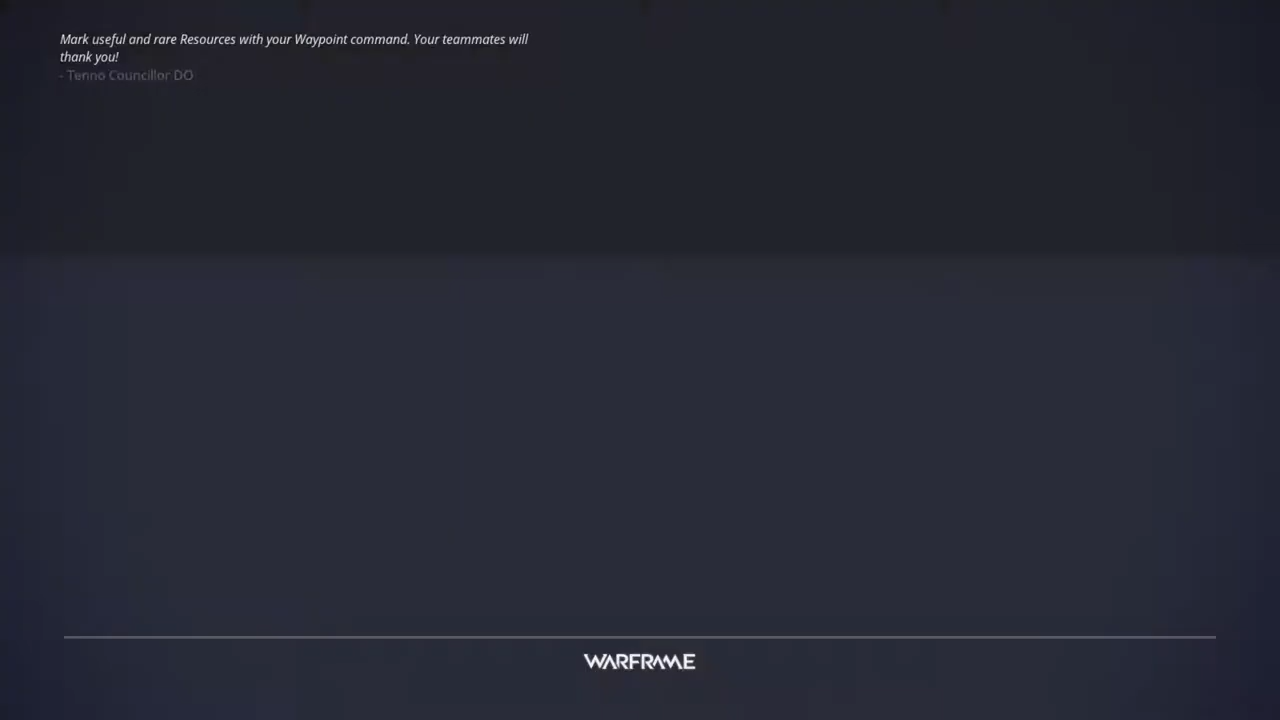 Mark useful and rare Resources with your Waypoint command. Your teammates will
thank you!
- Tenno Councillor DO
WARFRAME